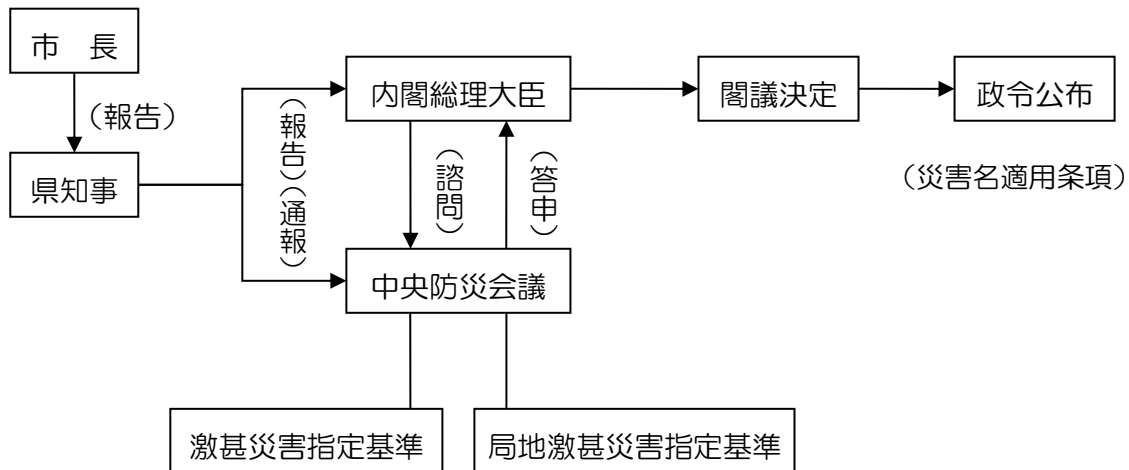 市　長
（報告）
県知事
（報告）
（通報）
内閣総理大臣
（諮問）
（答申）
中央防災会議
閣議決定
政令公布
（災害名適用条項）
激甚災害指定基準
局地激甚災害指定基準